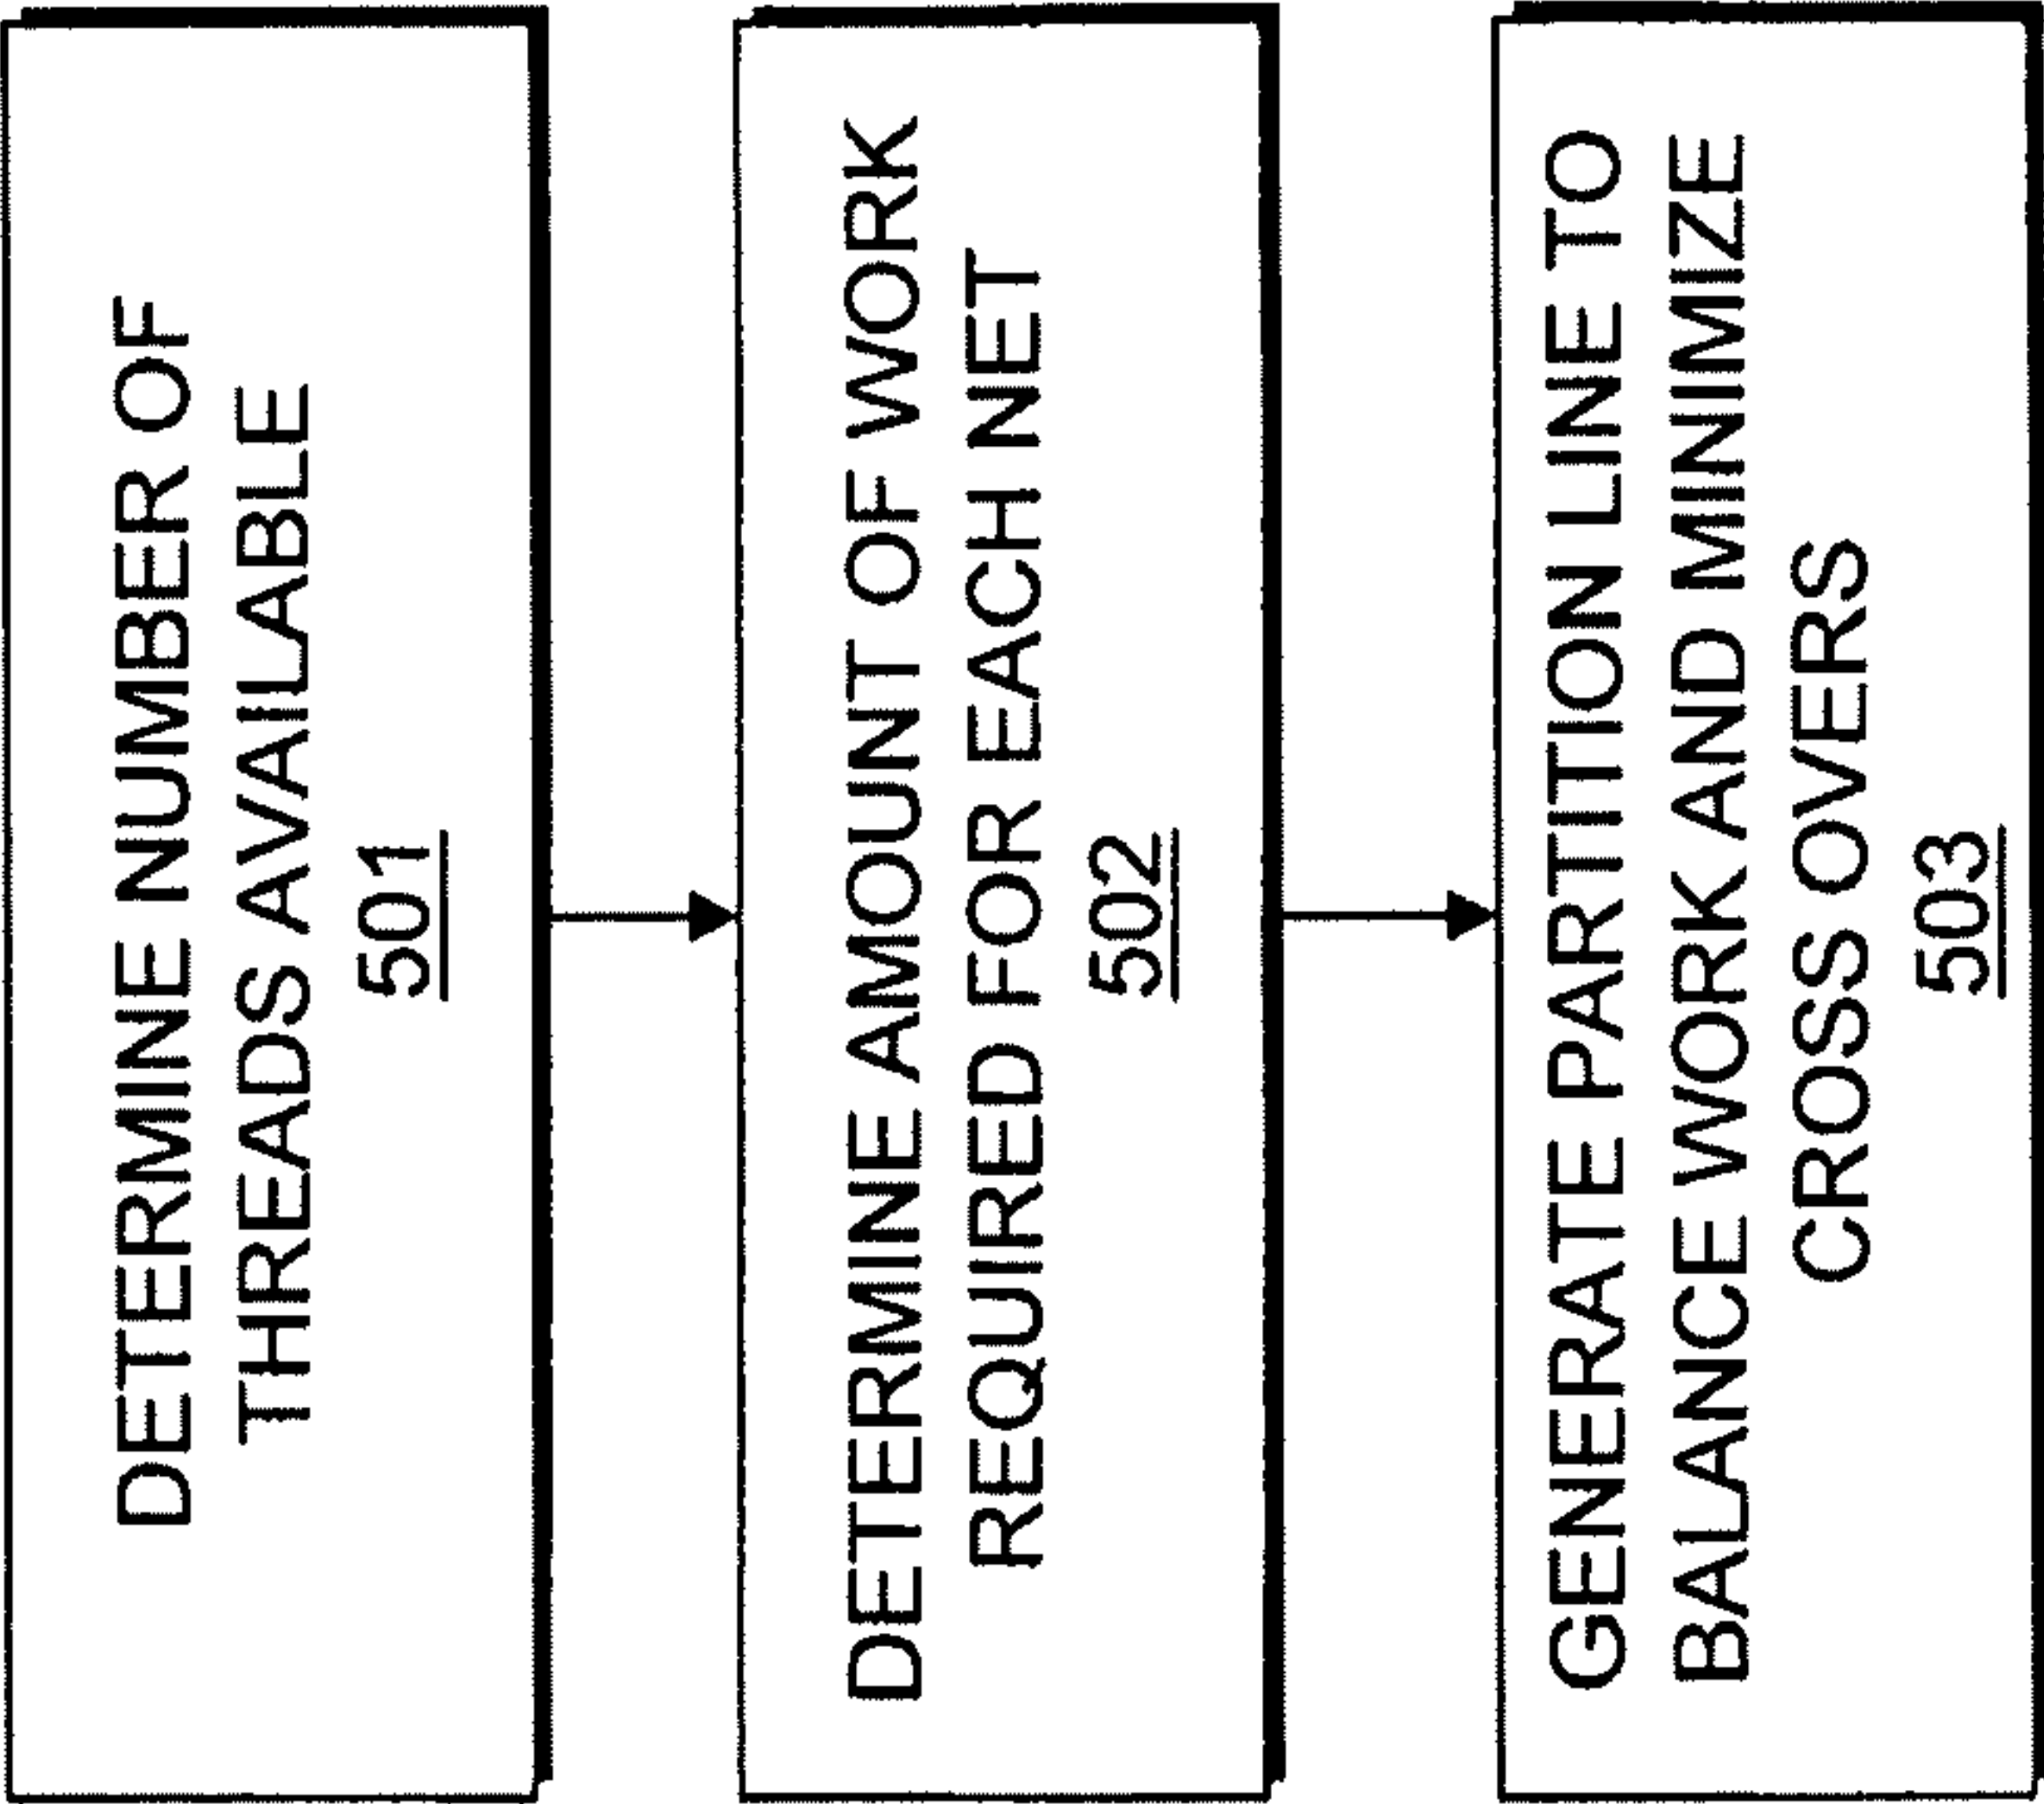 DETERMINE NUMBER OF
THREADS AVAILABLE
501
DETERMINE AMOUNT OF WORK
REQUIRED FOR EACH NET
502
GENERATE PARTITION LINE TO
BALANCE WORK AND MINIMIZE
CROSS OVERS
503